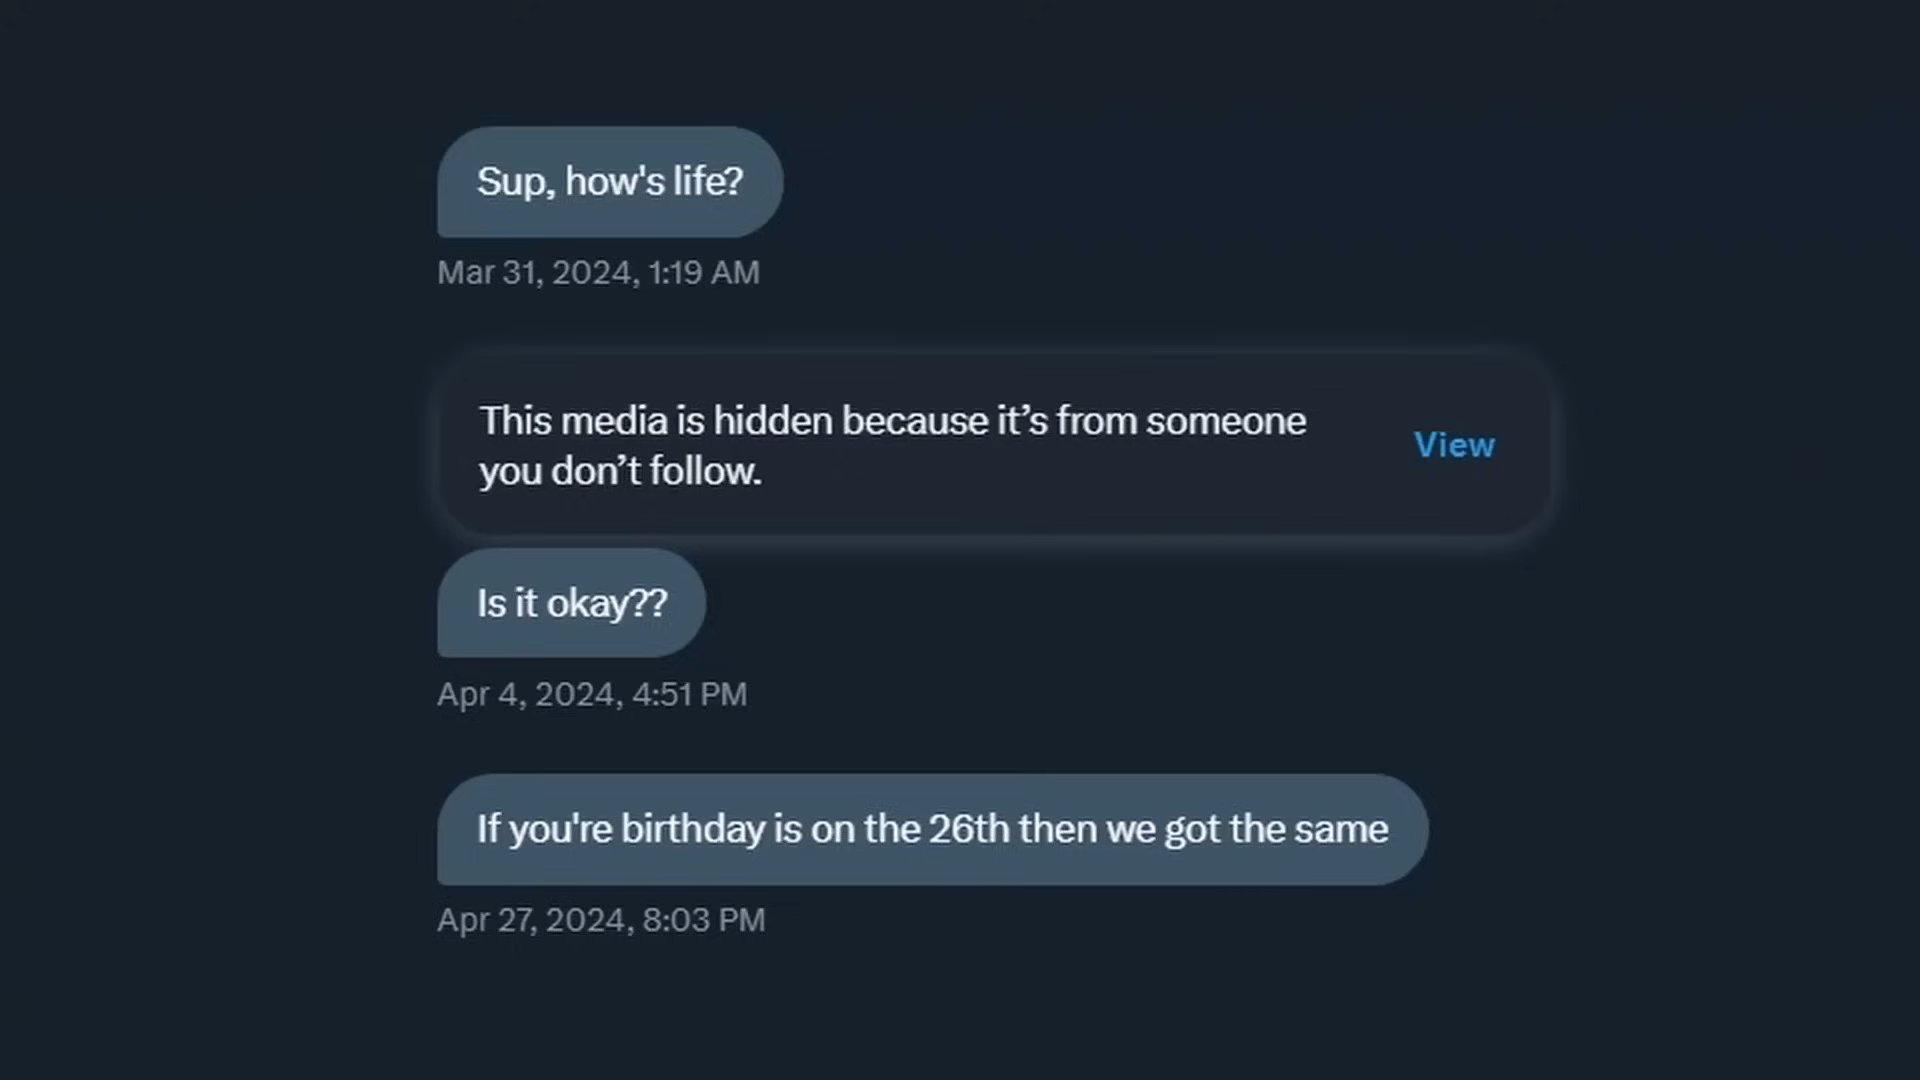 Sup, how's life?
Mar 31, 2024, 1:19 AM
This media is hidden because it’s from someone
you don’t follow.
View
Is it okay??
Apr 4, 2024, 4:51 PM
If you're birthday is on the 26th then we got the same
Apr 27, 2024, 8:03 PM